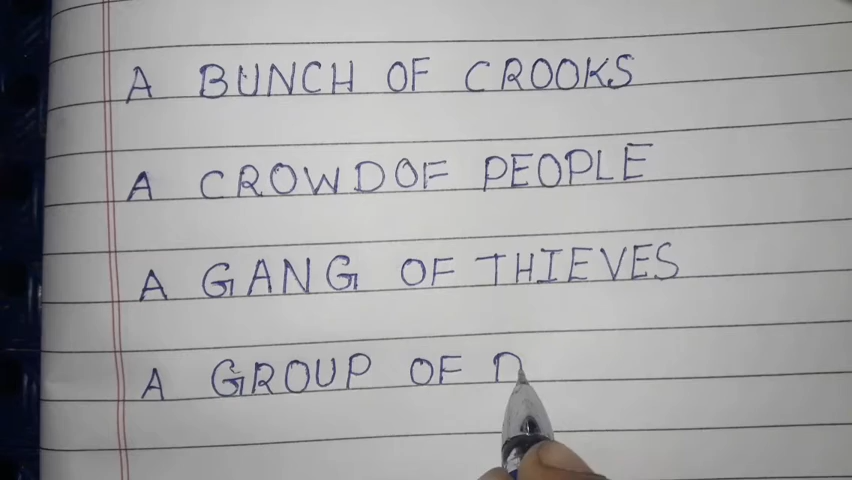 A BUNCH OF CROOKS
A CROWDOF PEOPLE
A GANG OF THIEVES
A GROUP OF